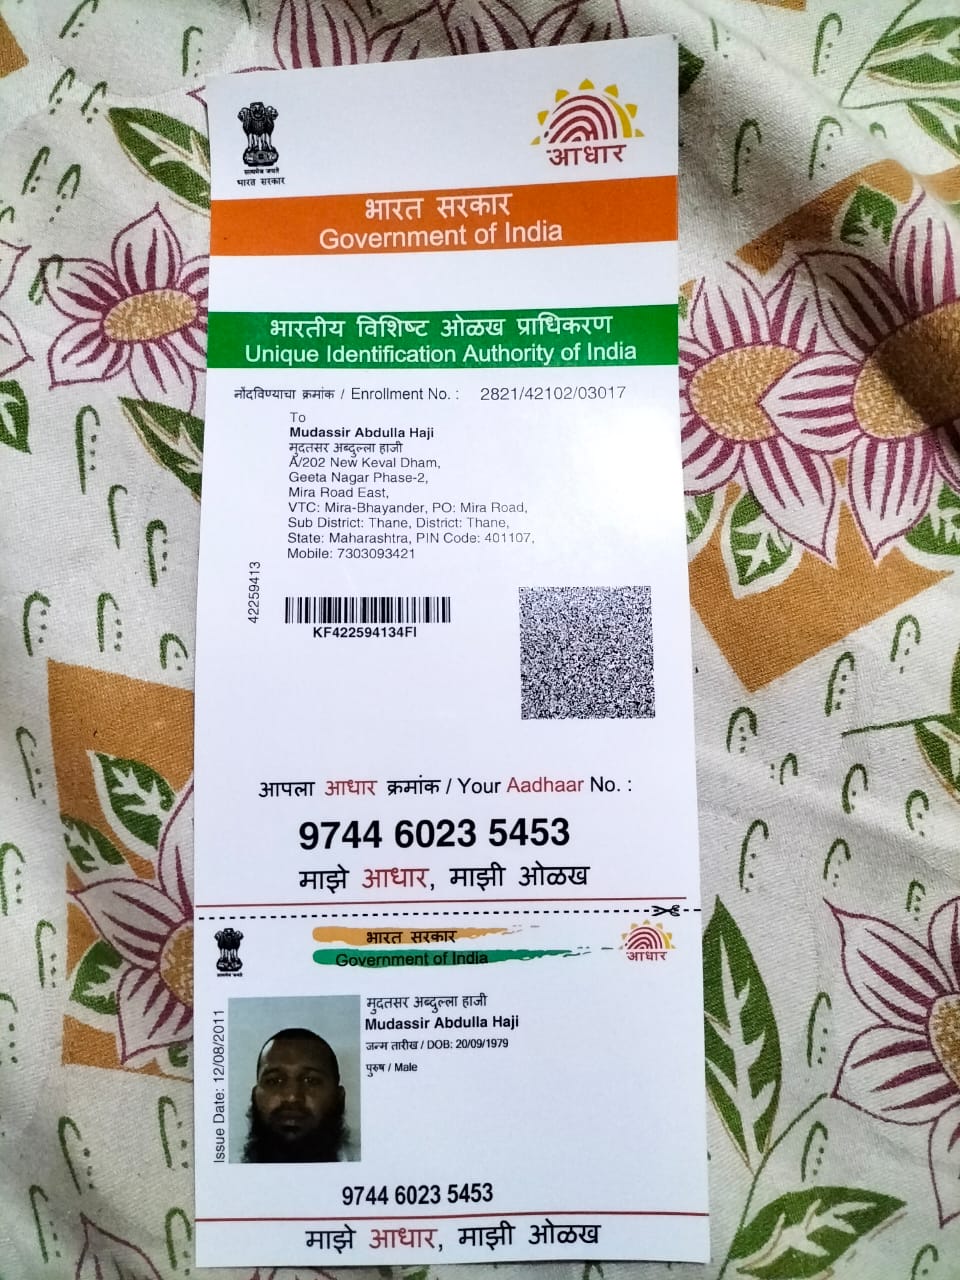 सत्यमेव जयते
भारत सरकार
आधार
भारत सरकार
Government of India
भारतीय विशिष्ट ओळख प्राधिकरण
Unique Identification Authority of India
नोंदविण्याचा क्रमांक / Enrollment No. : 2821/42102/03017
To
Mudassir Abdulla Haji
मुदतसर अब्दुल्ला हाजी
A/202 New Keval Dham,
Geeta Nagar Phase-2,
Mira Road East,
VTC: Mira-Bhayander, PO: Mira Road,
Sub District: Thane, District: Thane,
State: Maharashtra, PIN Code: 401107,
Mobile: 7303093421
42259413
KF422594134FI
आपला आधार क्रमांक / Your Aadhaar No. :
9744 6023 5453
माझे आधार, माझी ओळख
सत्यमेव जयते
भारत सरकार
Government of India
आधार
Issue Date: 12/08/2011
मुदतसर अब्दुल्ला हाजी
Mudassir Abdulla Haji
जन्म तारीख / DOB: 20/09/1979
पुरुष / Male
9744 6023 5453
माझे आधार, माझी ओळख